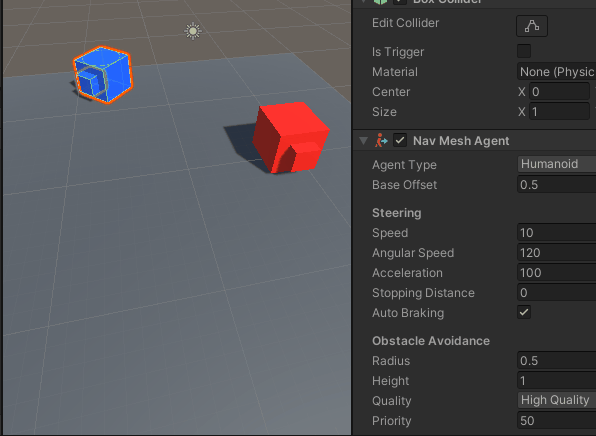 Box Collider
Edit Collider
Is Trigger
Material None (Physic
Center X 0
Size X 1
Nav Mesh Agent
Agent Type Humanoid
Base Offset 0.5
Steering
Speed 10
Angular Speed 120
Acceleration 100
Stopping Distance 0
Auto Braking
Obstacle Avoidance
Radius 0.5
Height 1
Quality High Quality
Priority 50